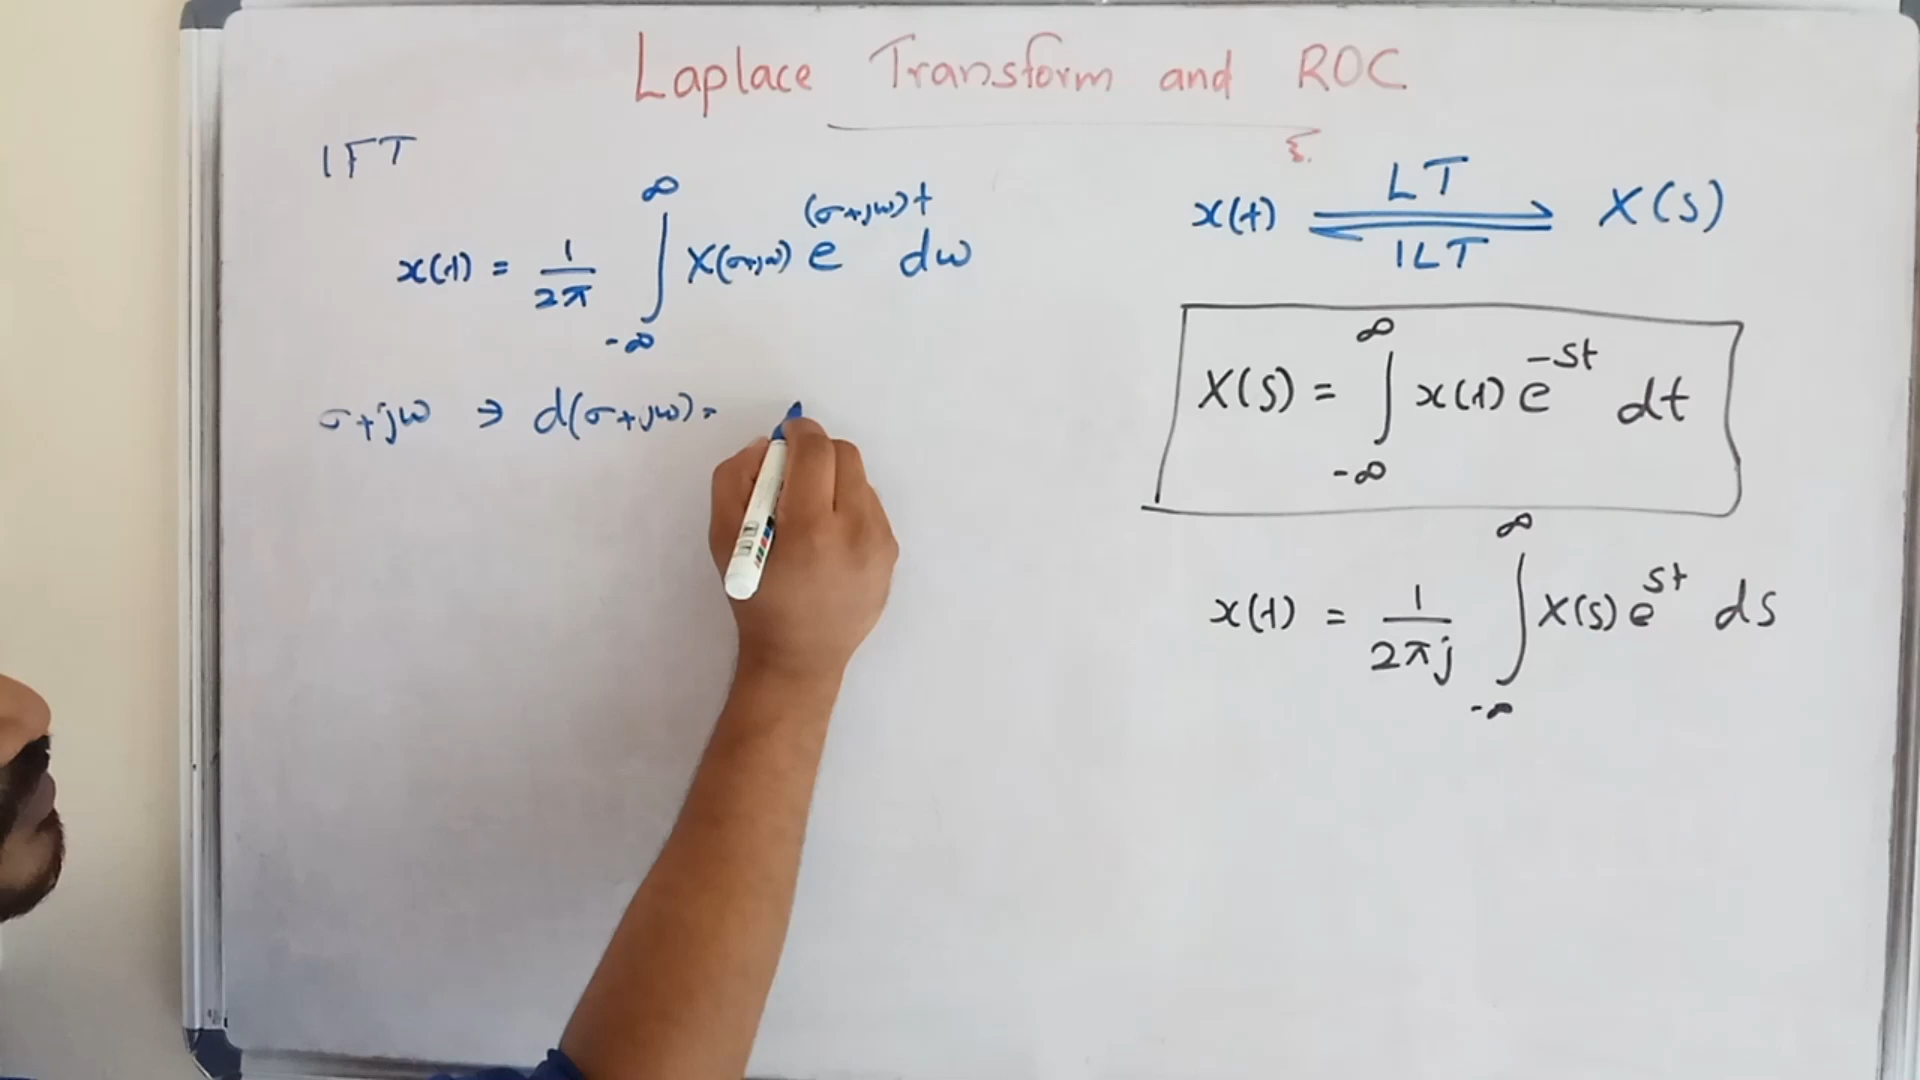 Laplace Transform and ROC
IFT
x(t) = 1/2π ∫_{-∞}^{∞} X(σ+jω) e^{(σ+jω)t} dω
σ+jω ⇒ d(σ+jω) =
x(t) LT ⇌ ILT X(s)
X(s) = ∫_{-∞}^{∞} x(t) e^{-st} dt
x(t) = 1/2πj ∫_{-∞}^{∞} X(s) e^{st} ds